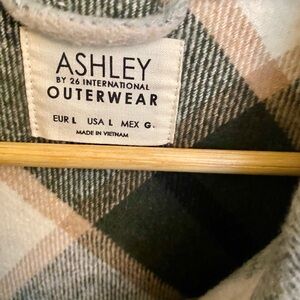 ASHLEY
BY 26 INTERNATIONAL
OUTERWEAR
EUR L USA L MEX G.
MADE IN VIETNAM